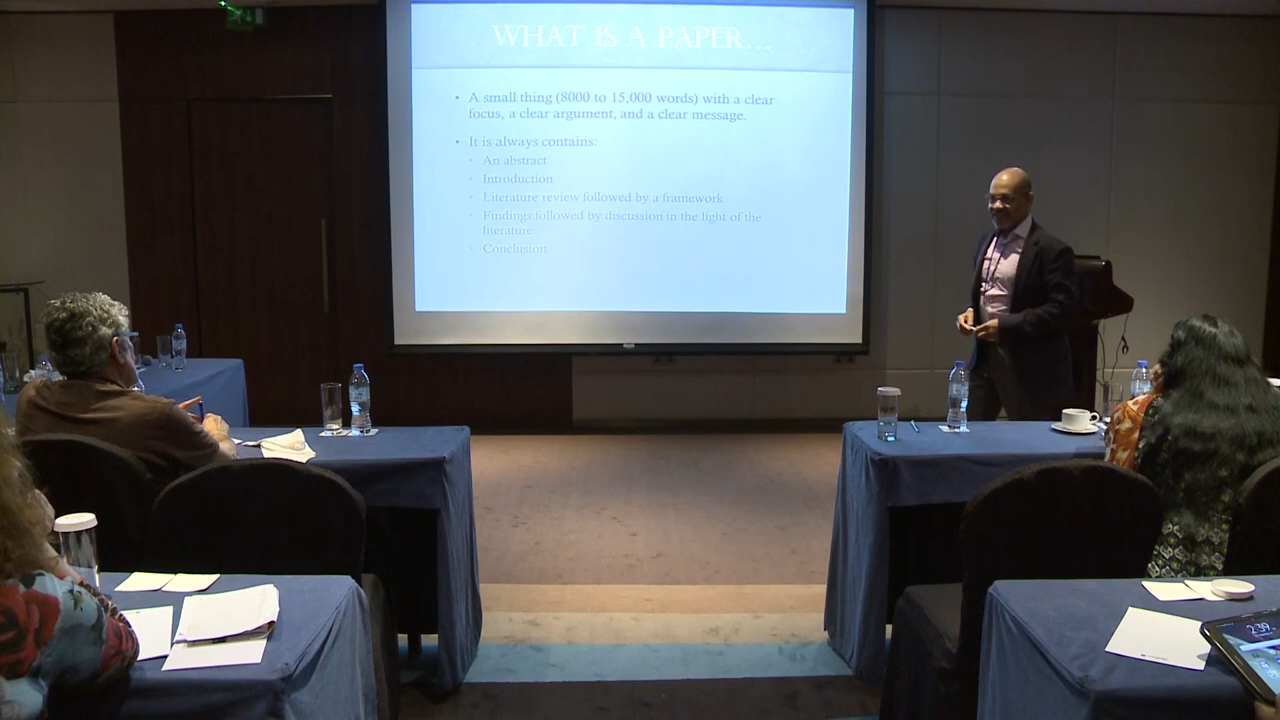 WHAT IS A PAPER…
• A small thing (8000 to 15,000 words) with a clear
focus, a clear argument, and a clear message.
• It is always contains:
• An abstract
• Introduction
• Literature review followed by a framework
• Findings followed by discussion in the light of the
literature
• Conclusion
2:39